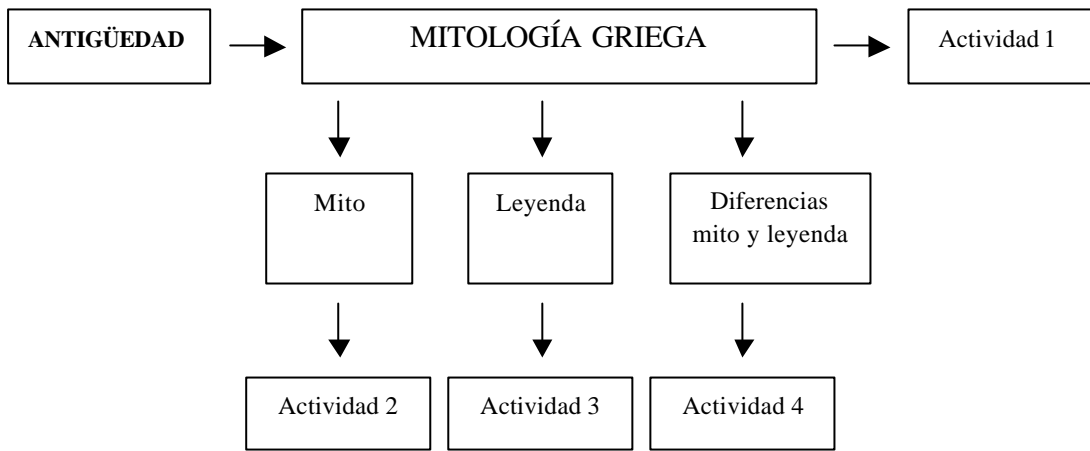 ANTIGÜEDAD
MITOLOGÍA GRIEGA
Actividad 1
Mito
Leyenda
Diferencias
mito y leyenda
Actividad 2
Actividad 3
Actividad 4